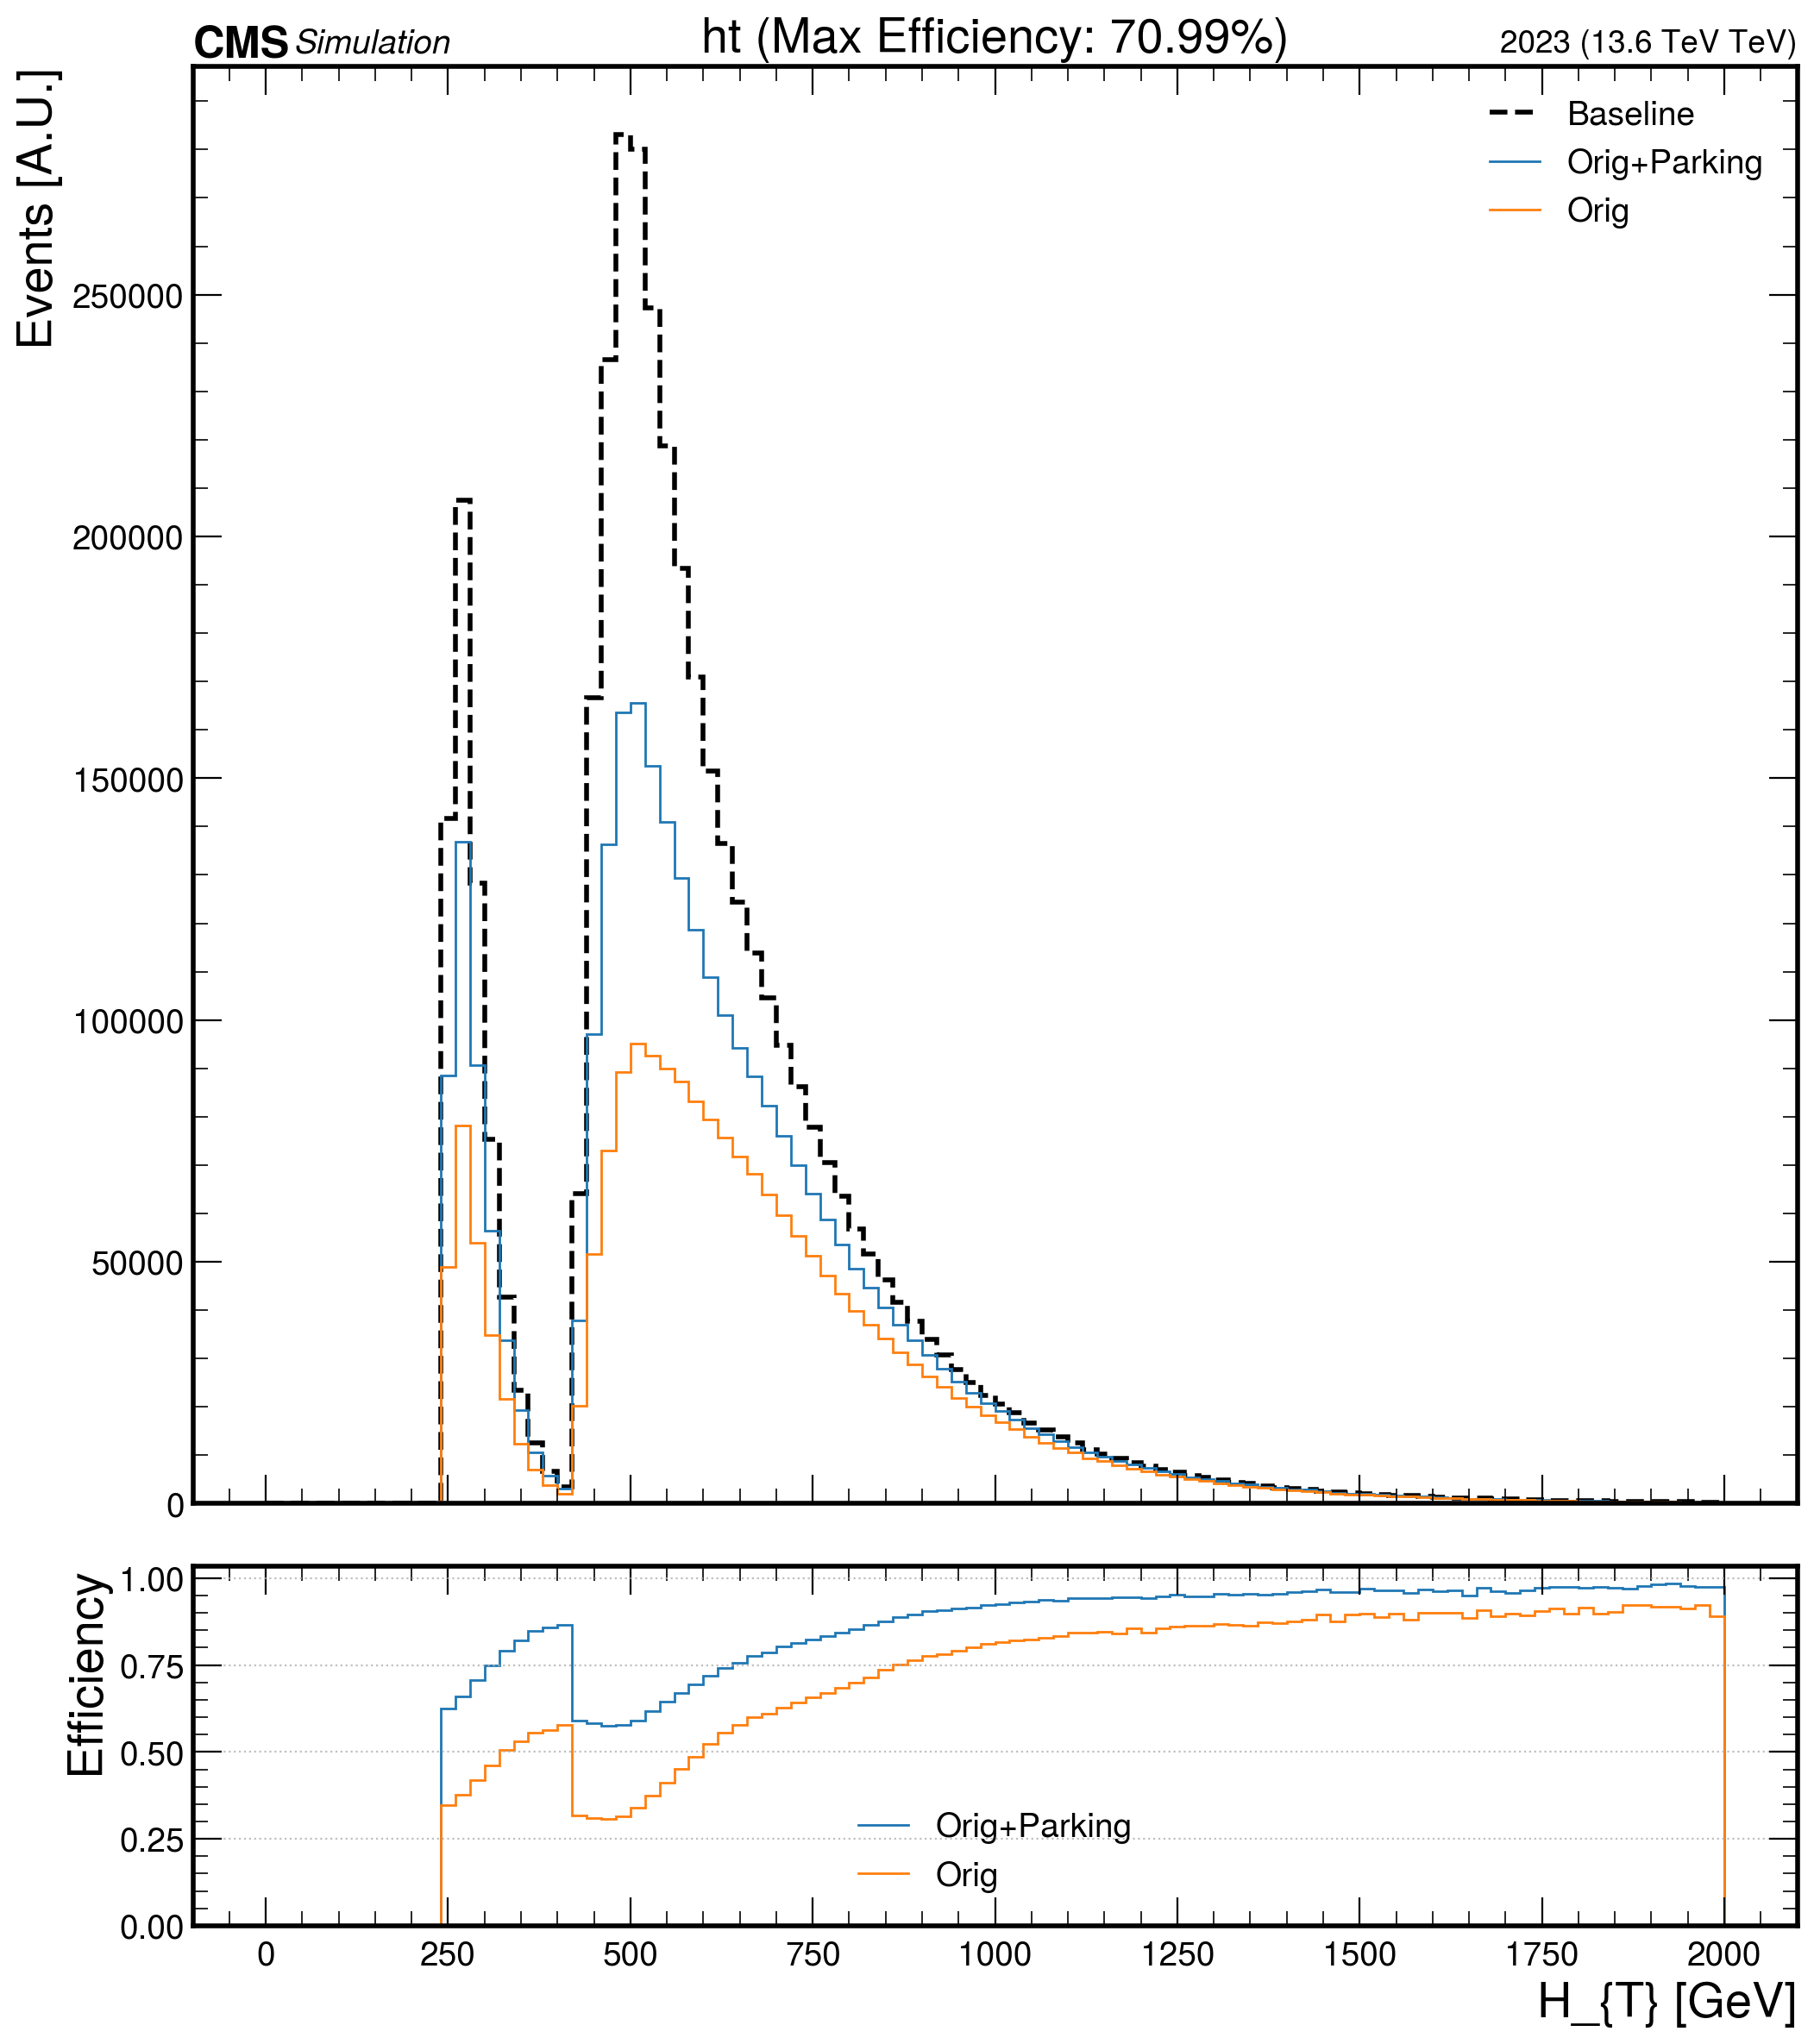 CMS Simulation
ht (Max Efficiency: 70.99%)
2023 (13.6 TeV TeV)
Events [A.U.]
Baseline
Orig+Parking
Orig
250000
200000
150000
100000
50000
0
Efficiency
1.00
0.75
0.50
0.25
0.00
Orig+Parking
Orig
0 250 500 750 1000 1250 1500 1750 2000
H_{T} [GeV]